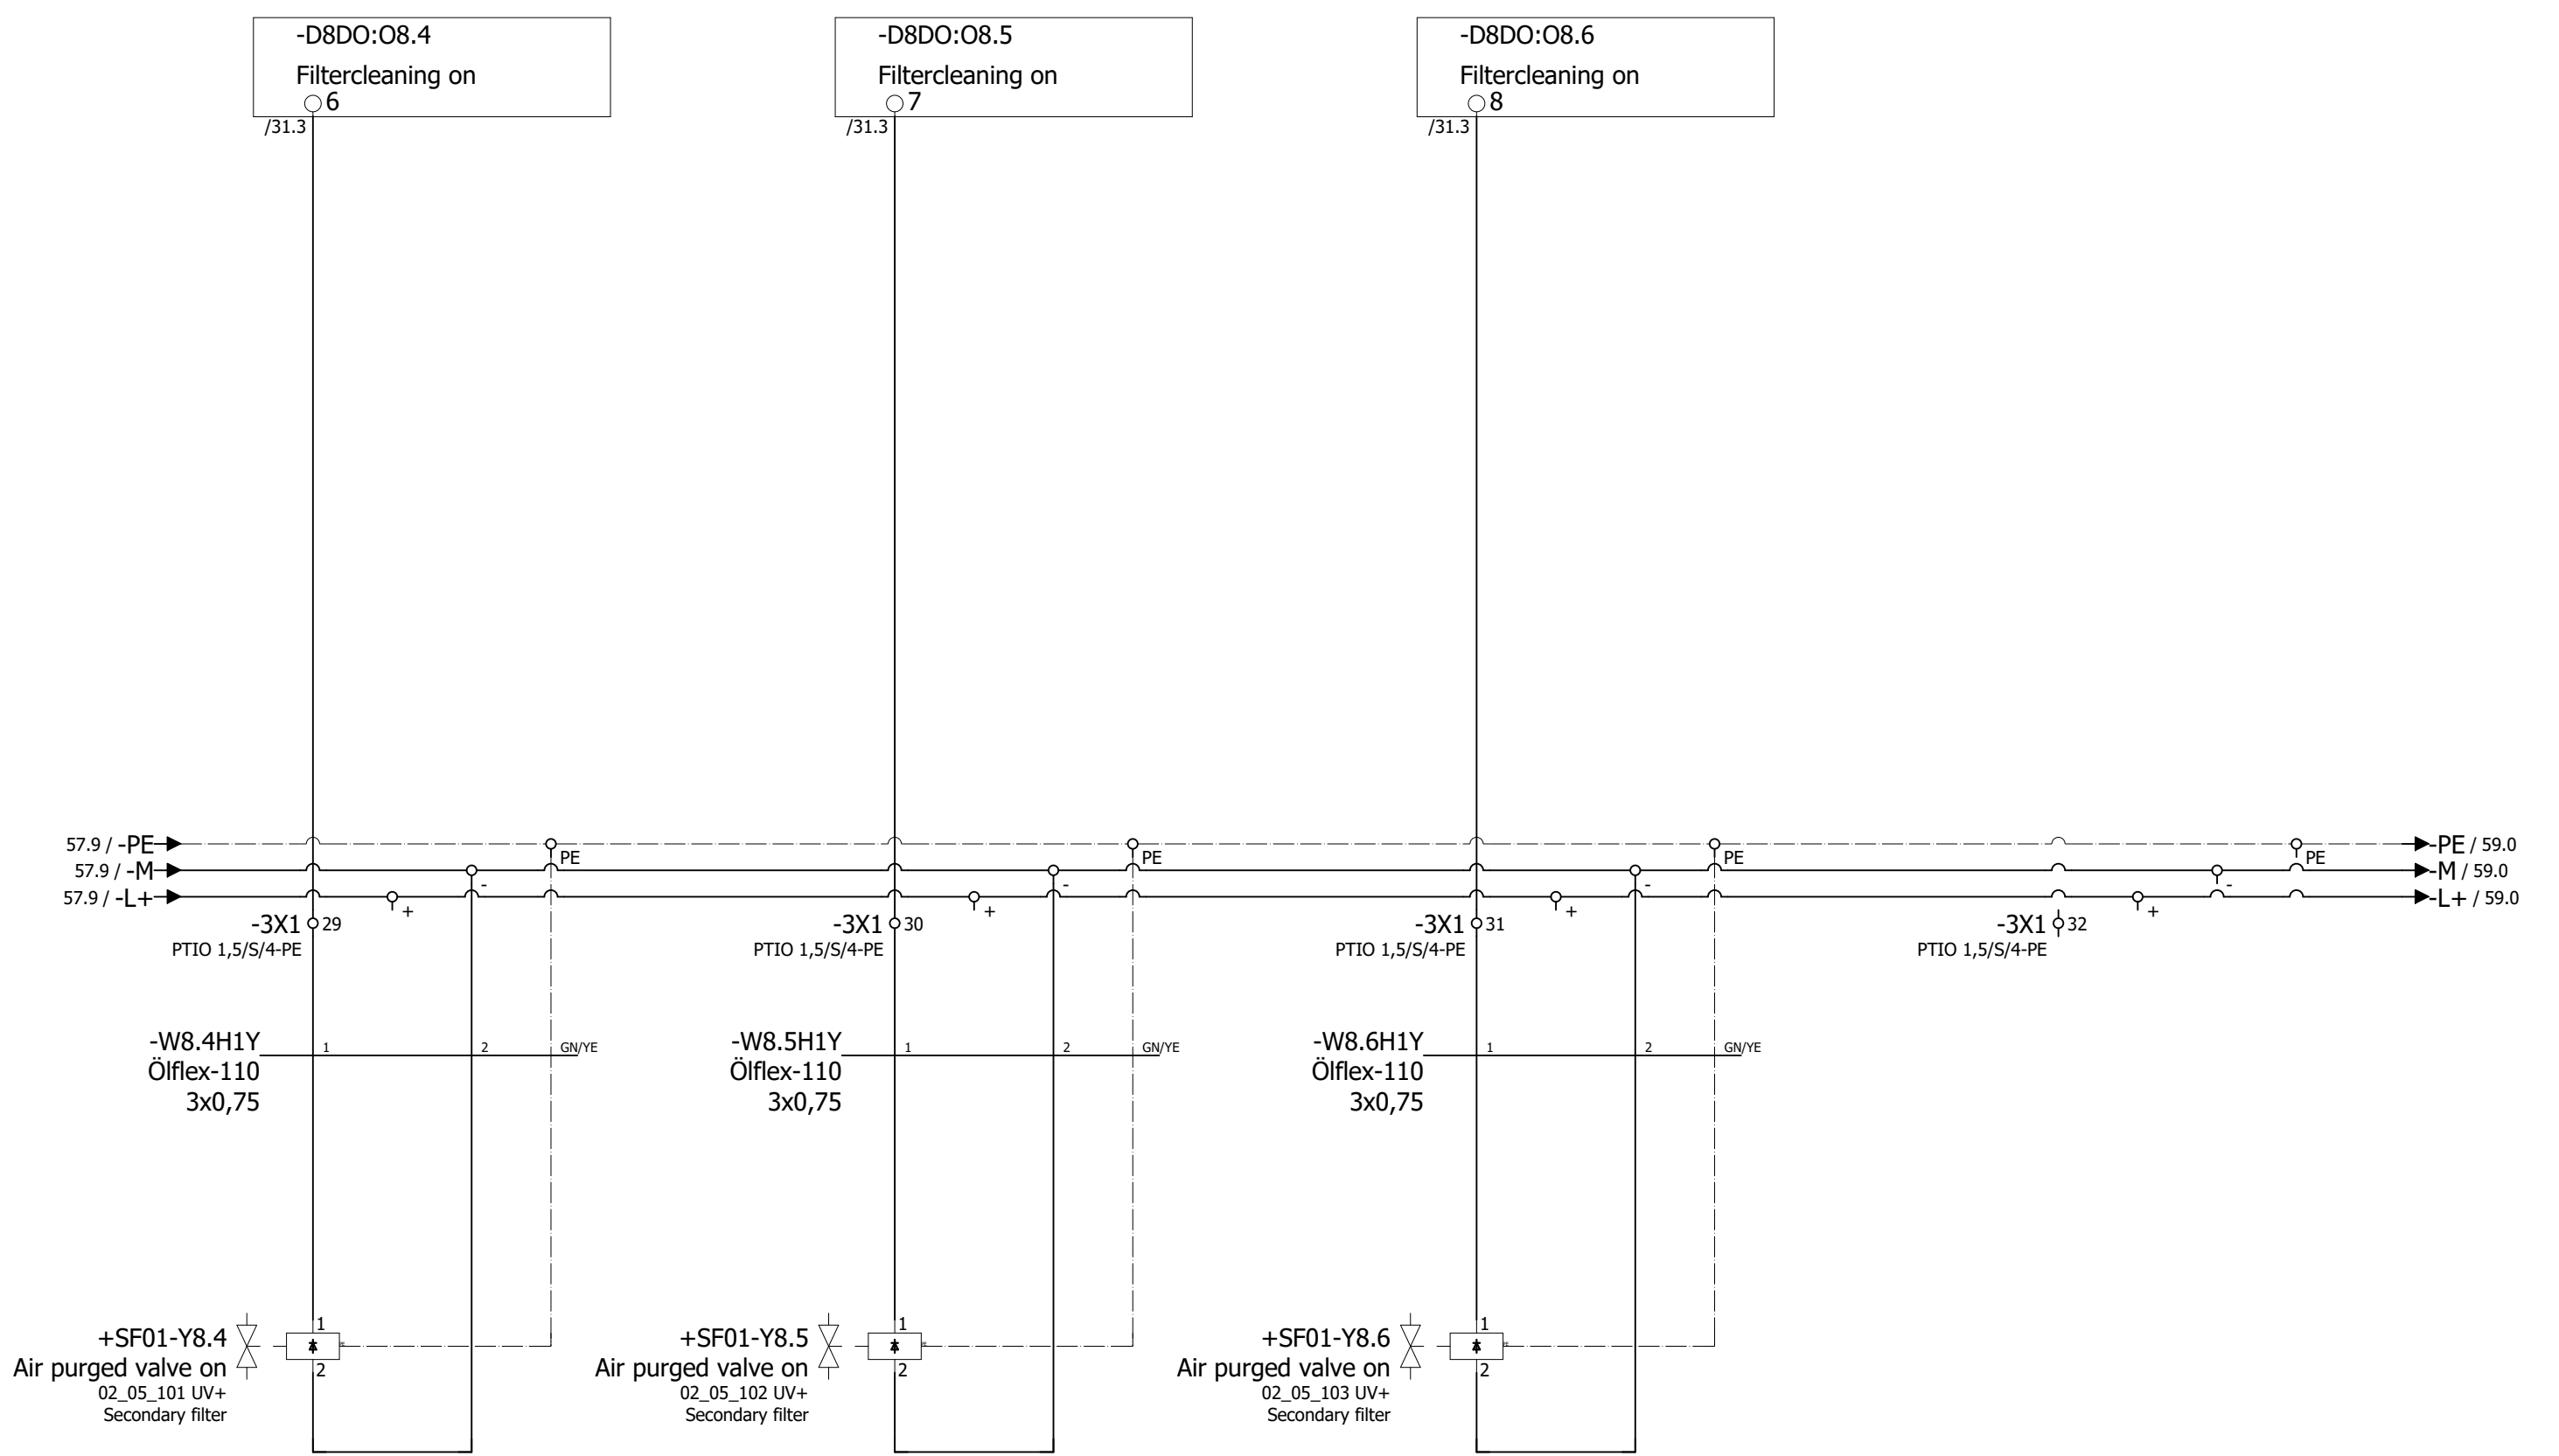 -D8DO:O8.4
Filtercleaning on
6
/31.3
-D8DO:O8.5
Filtercleaning on
7
/31.3
-D8DO:O8.6
Filtercleaning on
8
/31.3
57.9 / -PE
PE
PE
PE
PE
-PE / 59.0
57.9 / -M
-
-
-
-
-M / 59.0
57.9 / -L+
+
+
+
+
-L+ / 59.0
-3X1 29
PTIO 1,5/S/4-PE
-3X1 30
PTIO 1,5/S/4-PE
-3X1 31
PTIO 1,5/S/4-PE
-3X1 32
PTIO 1,5/S/4-PE
-W8.4H1Y
Ölflex-110
3x0,75
1
2
GN/YE
-W8.5H1Y
Ölflex-110
3x0,75
1
2
GN/YE
-W8.6H1Y
Ölflex-110
3x0,75
1
2
GN/YE
1
+SF01-Y8.4
Air purged valve on
2
02_05_101 UV+
Secondary filter
1
+SF01-Y8.5
Air purged valve on
2
02_05_102 UV+
Secondary filter
1
+SF01-Y8.6
Air purged valve on
2
02_05_103 UV+
Secondary filter